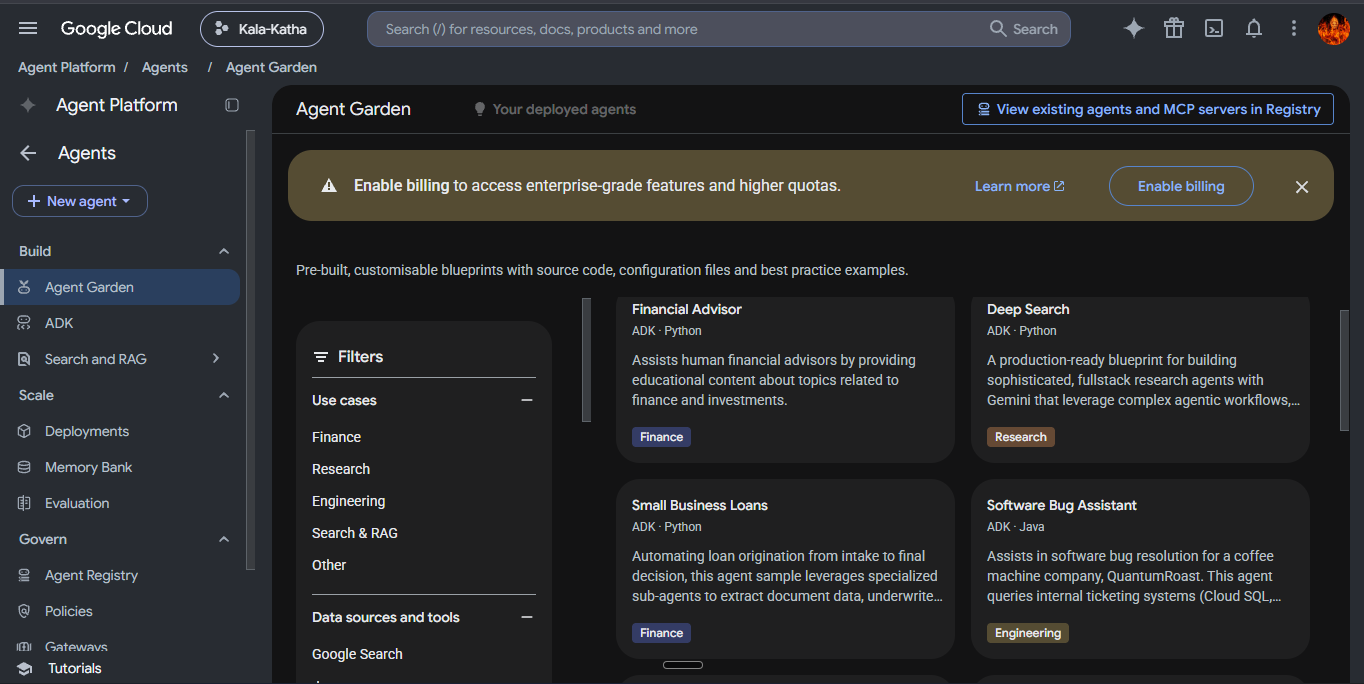 Google Cloud
Kala-Katha
Search (/) for resources, docs, products and more
Search
Agent Platform / Agents / Agent Garden
Agent Platform
Agents
New agent
Build
Agent Garden
ADK
Search and RAG
Scale
Deployments
Memory Bank
Evaluation
Govern
Agent Registry
Policies
Gateways
Tutorials
Agent Garden
Your deployed agents
View existing agents and MCP servers in Registry
Enable billing to access enterprise-grade features and higher quotas.
Learn more
Enable billing
Pre-built, customisable blueprints with source code, configuration files and best practice examples.
Filters
Use cases
Finance
Research
Engineering
Search & RAG
Other
Data sources and tools
Google Search
Financial Advisor
ADK · Python
Assists human financial advisors by providing
educational content about topics related to
finance and investments.
Finance
Deep Search
ADK · Python
A production-ready blueprint for building
sophisticated, fullstack research agents with
Gemini that leverage complex agentic workflows,...
Research
Small Business Loans
ADK · Python
Automating loan origination from intake to final
decision, this agent sample leverages specialized
sub-agents to extract document data, underwrite...
Finance
Software Bug Assistant
ADK · Java
Assists in software bug resolution for a coffee
machine company, QuantumRoast. This agent
queries internal ticketing systems (Cloud SQL,...
Engineering